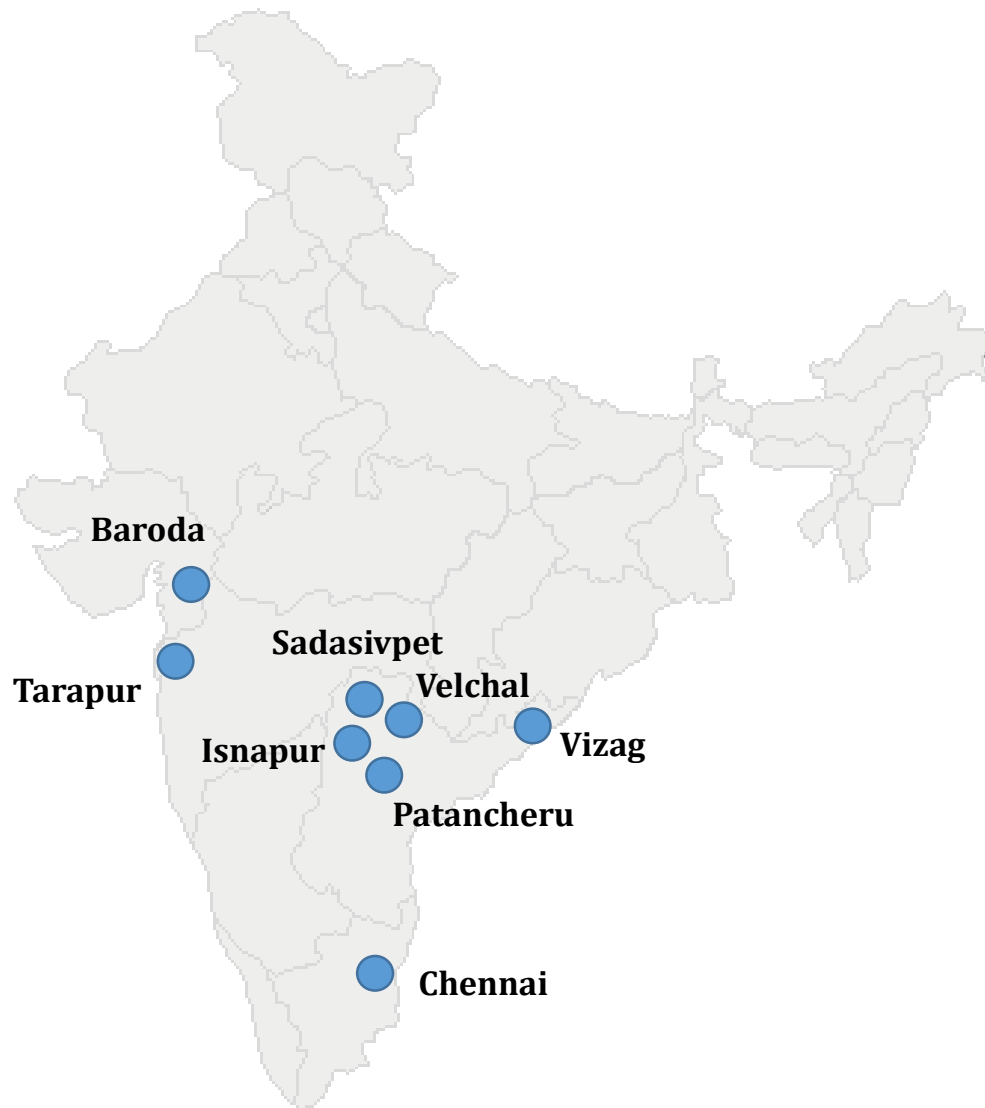 Baroda
Sadasivpet
Velchal
Tarapur
Isnapur
Vizag
Patancheru
Chennai